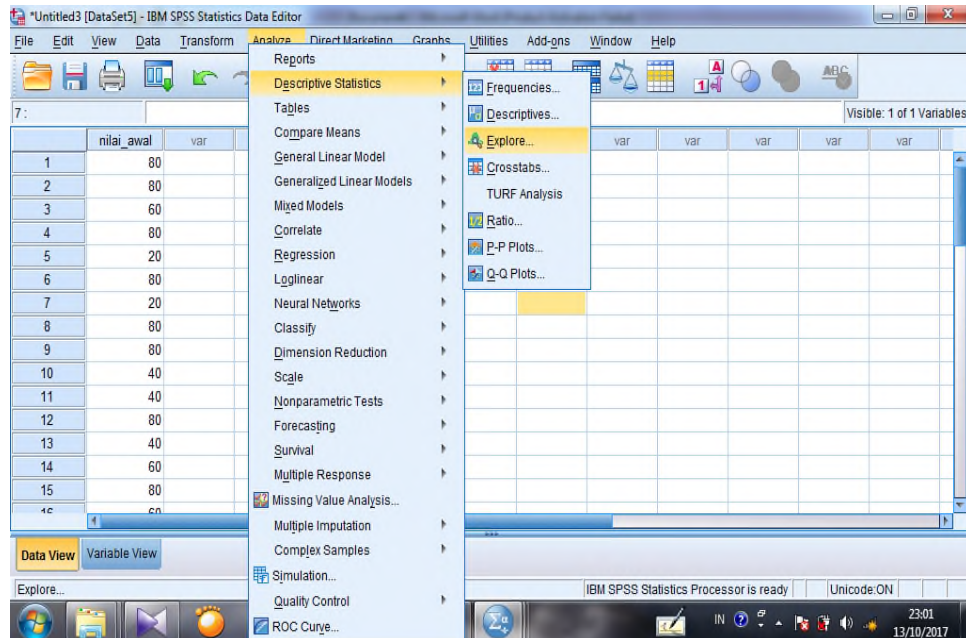 *Untitled3 [DataSet5] - IBM SPSS Statistics Data Editor
File Edit View Data Transform Analyze Direct Marketing Graphs Utilities Add-ons Window Help
7 :
Visible: 1 of 1 Variables
nilai_awal var var var var var var
1 80
2 80
3 60
4 80
5 20
6 80
7 20
8 80
9 80
10 40
11 40
12 80
13 40
14 60
15 80
16 60
Reports
Descriptive Statistics
Tables
Compare Means
General Linear Model
Generalized Linear Models
Mixed Models
Correlate
Regression
Loglinear
Neural Networks
Classify
Dimension Reduction
Scale
Nonparametric Tests
Forecasting
Survival
Multiple Response
Missing Value Analysis...
Multiple Imputation
Complex Samples
Simulation...
Quality Control
ROC Curve...
Frequencies...
Descriptives...
Explore...
Crosstabs...
TURF Analysis
Ratio...
P-P Plots...
Q-Q Plots...
Data View Variable View
Explore...
IBM SPSS Statistics Processor is ready Unicode:ON
IN 23:01
13/10/2017